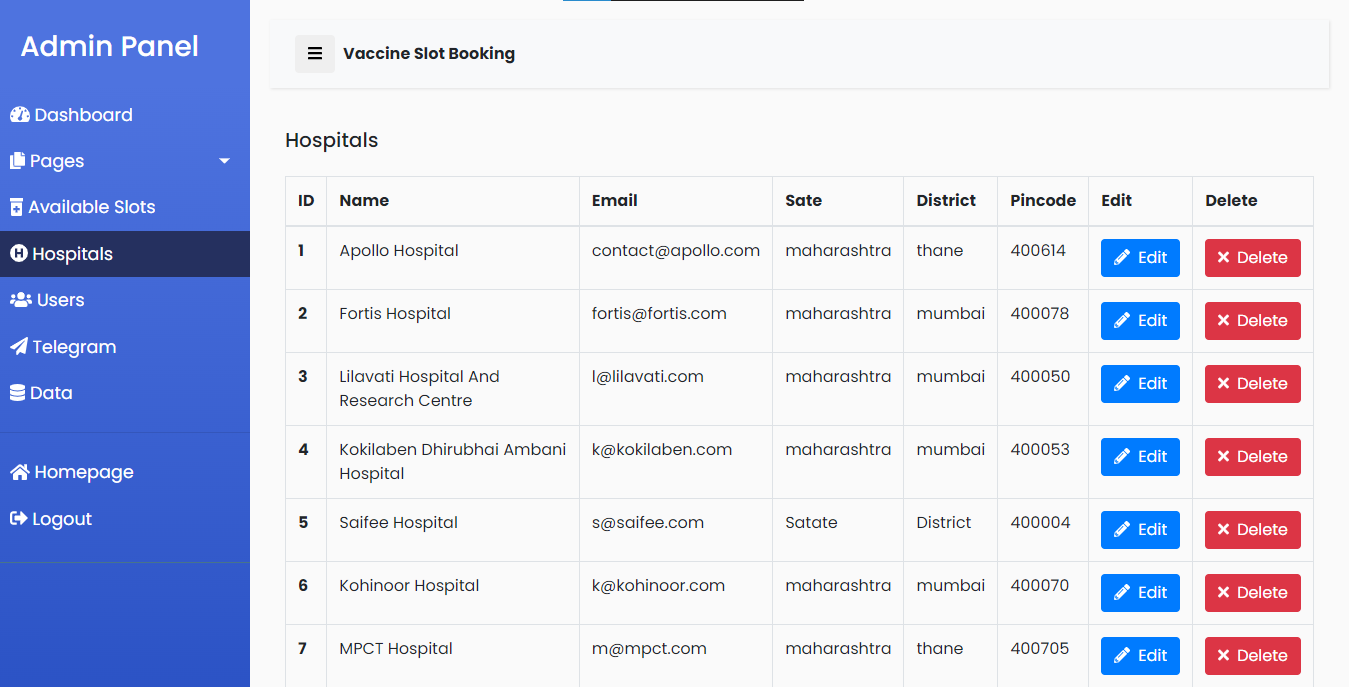 Admin Panel
Dashboard
Pages
Available Slots
Hospitals
Users
Telegram
Data
Homepage
Logout
Vaccine Slot Booking
Hospitals
ID Name Email Sate District Pincode Edit Delete
1 Apollo Hospital contact@apollo.com maharashtra thane 400614 Edit Delete
2 Fortis Hospital fortis@fortis.com maharashtra mumbai 400078 Edit Delete
3 Lilavati Hospital And l@lilavati.com maharashtra mumbai 400050 Edit Delete
Research Centre
4 Kokilaben Dhirubhai Ambani k@kokilaben.com maharashtra mumbai 400053 Edit Delete
Hospital
5 Saifee Hospital s@saifee.com Satate District 400004 Edit Delete
6 Kohinoor Hospital k@kohinoor.com maharashtra mumbai 400070 Edit Delete
7 MPCT Hospital m@mpct.com maharashtra thane 400705 Edit Delete